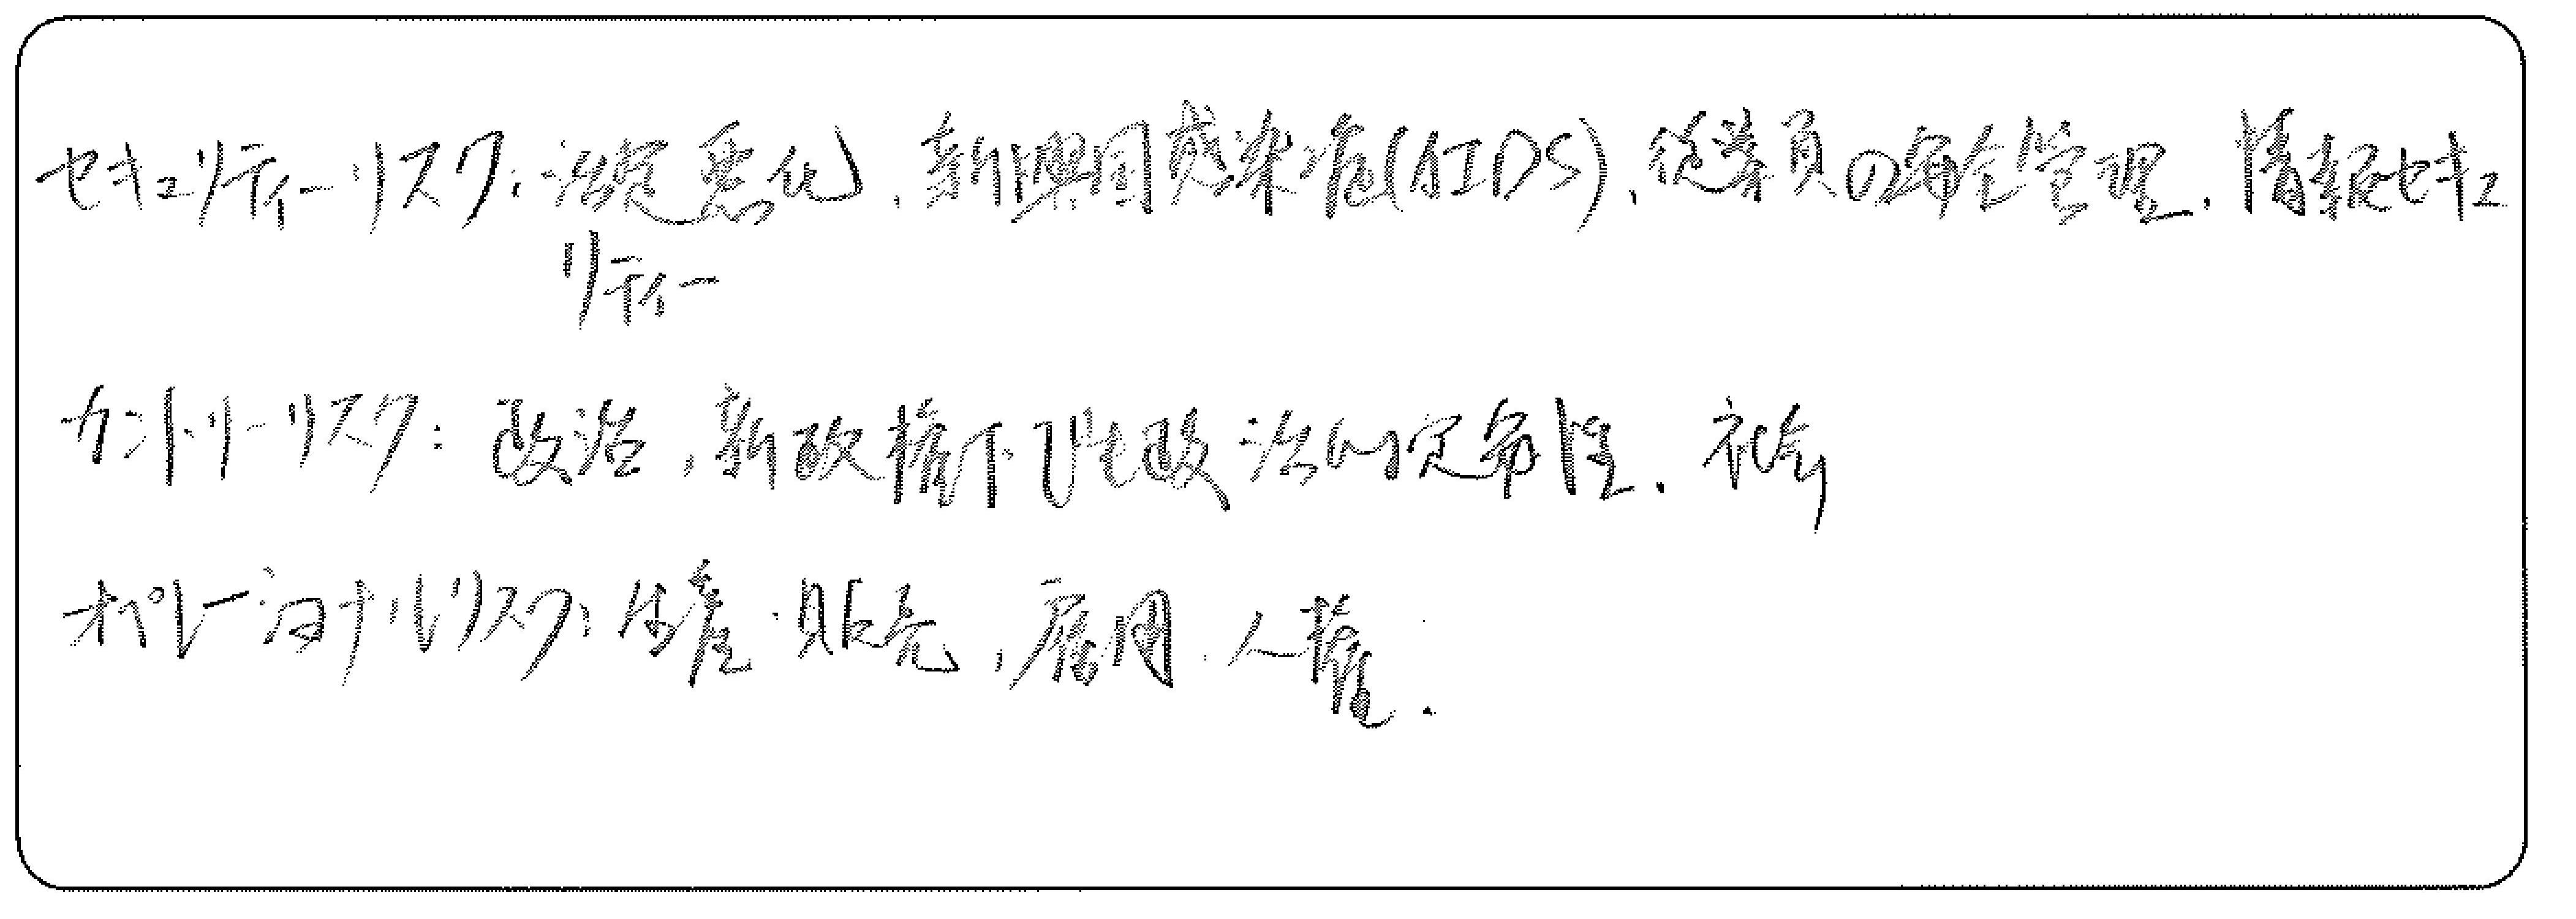 セキュリティーリスク: 治安悪化、新興国感染症(AIDS)、従業員の安全管理、情報セキュ
リティー
カントリーリスク: 政治、新政権下での政治的安定性、社会
オペレーショナルリスク: 生産・販売、雇用、人権.